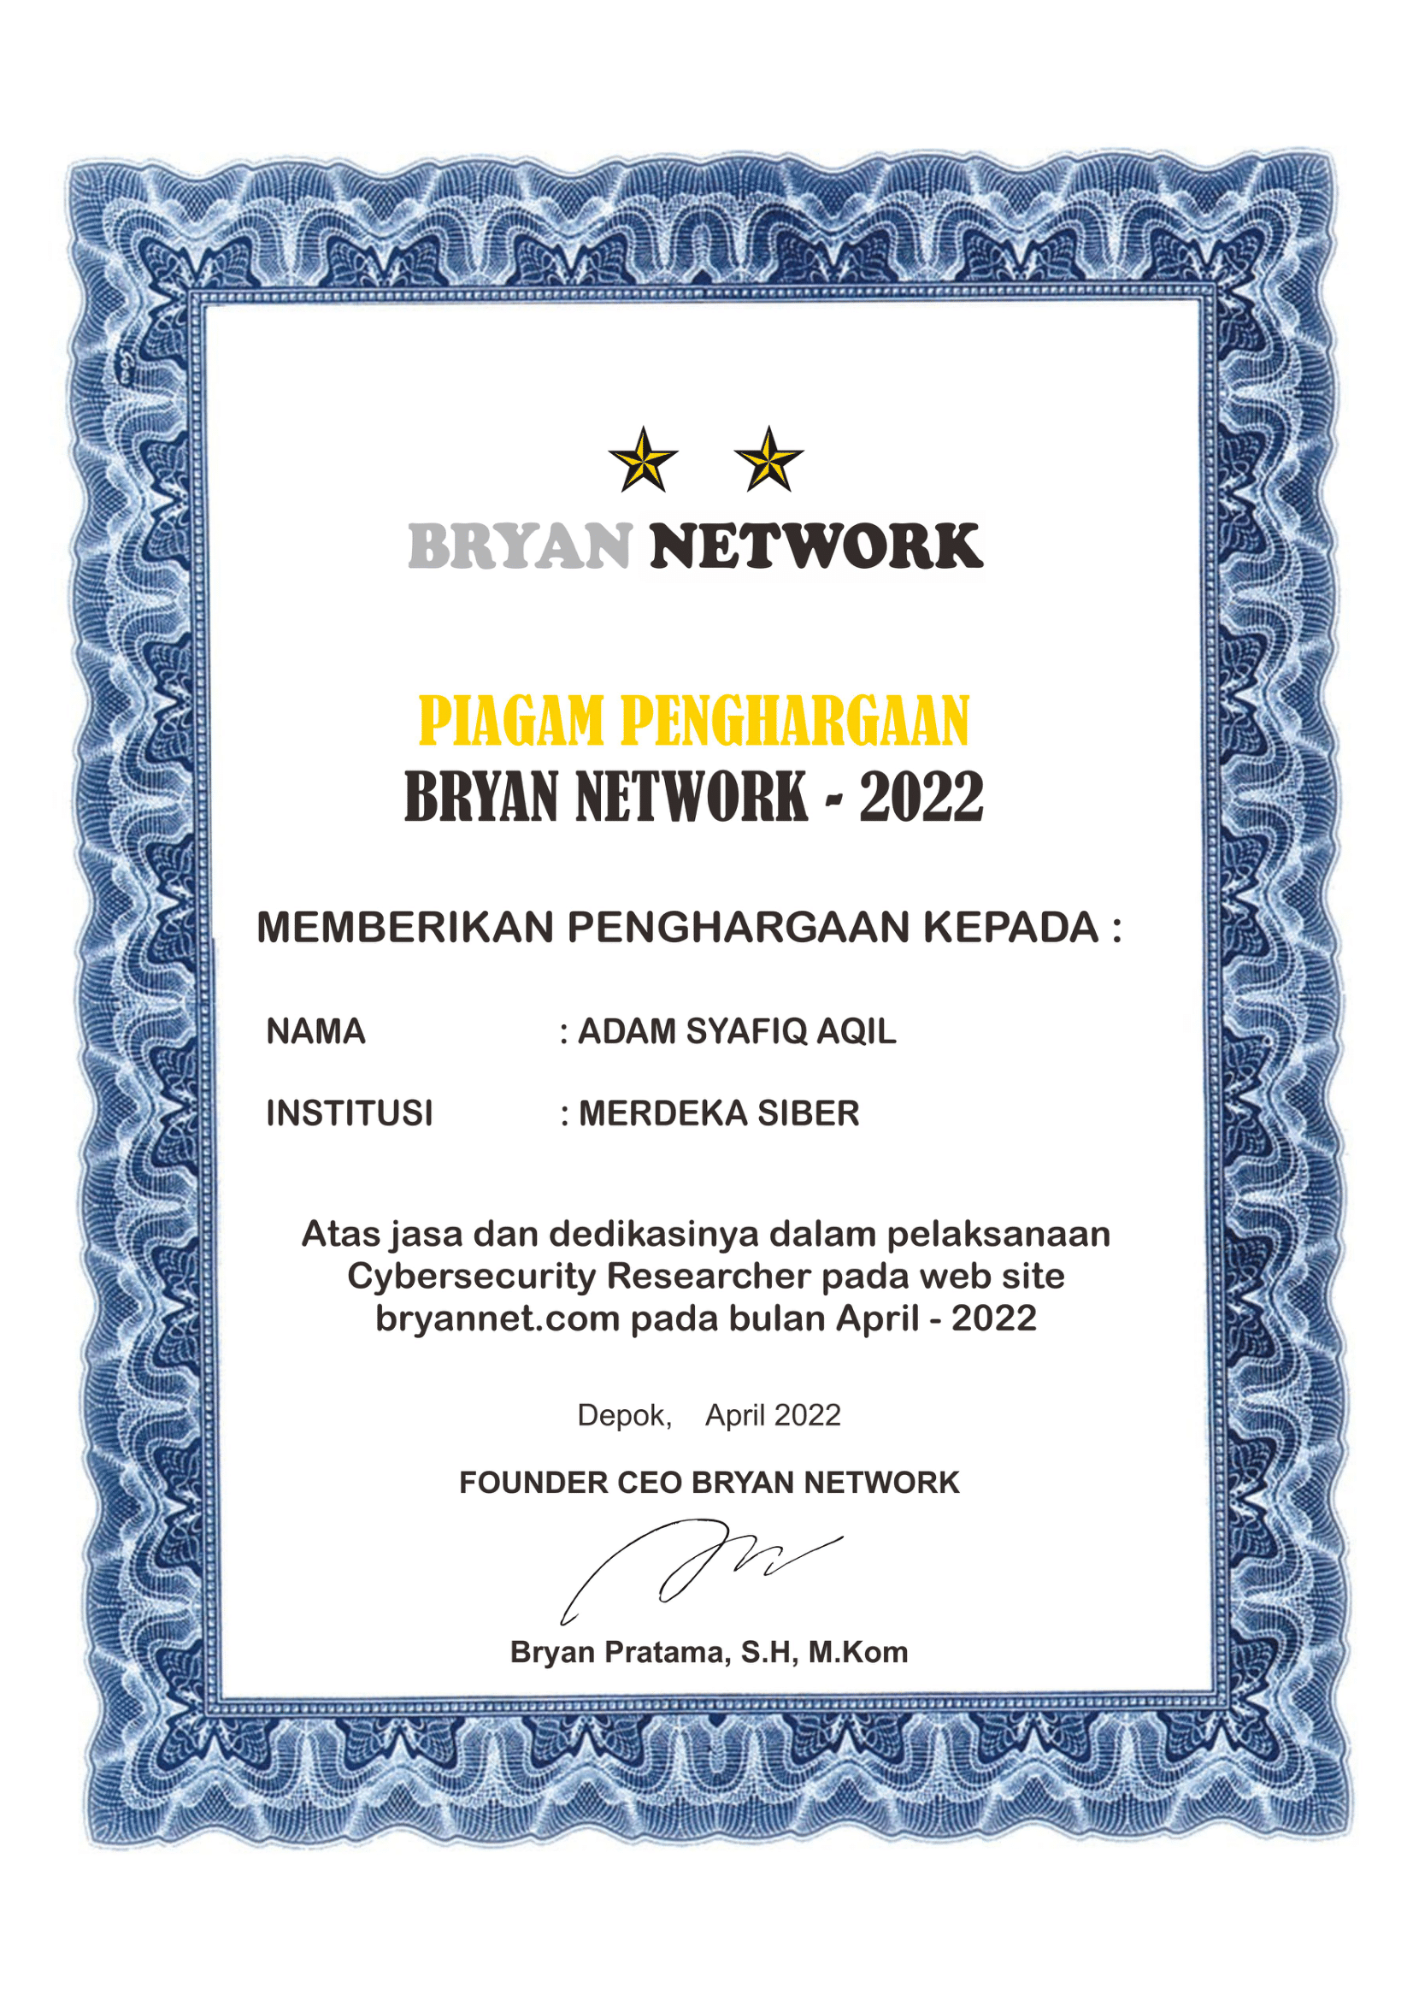 BRYAN NETWORK
PIAGAM PENGHARGAAN
BRYAN NETWORK - 2022
MEMBERIKAN PENGHARGAAN KEPADA :
NAMA : ADAM SYAFIQ AQIL
INSTITUSI : MERDEKA SIBER
Atas jasa dan dedikasinya dalam pelaksanaan
Cybersecurity Researcher pada web site
bryannet.com pada bulan April - 2022
Depok, April 2022
FOUNDER CEO BRYAN NETWORK
Bryan Pratama, S.H, M.Kom